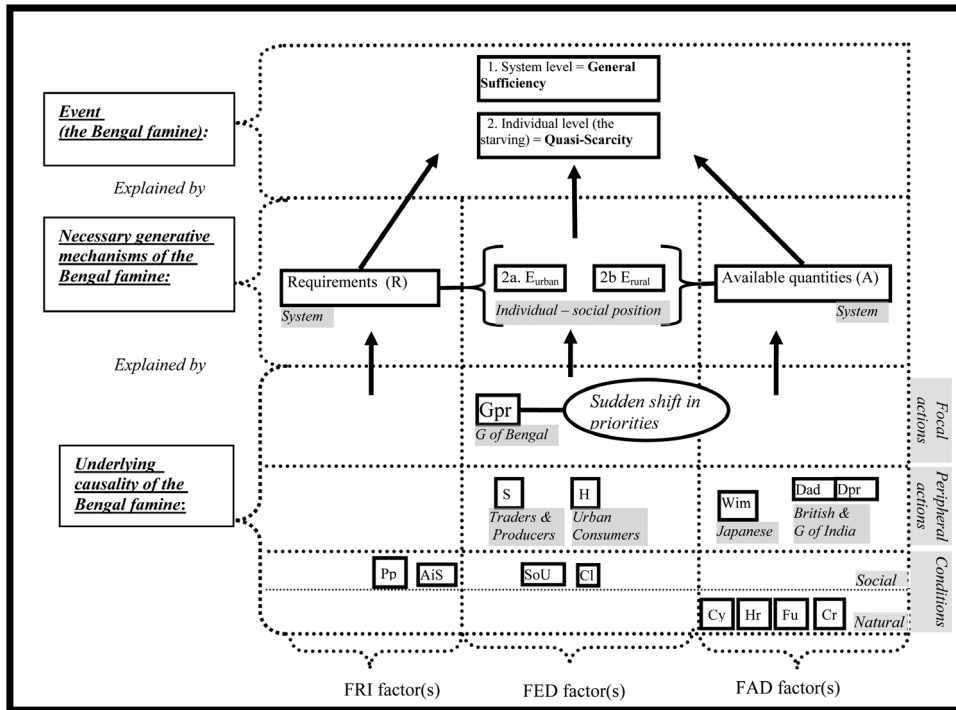 1. System level = General
Sufficiency
2. Individual level (the
starving) = Quasi-Scarcity
Event
(the Bengal famine):
Explained by
Necessary generative
mechanisms of the
Bengal famine:
Requirements (R)
System
2a. Eurban
2b Erural
Individual – social position
Available quantities (A)
System
Explained by
Gpr
G of Bengal
Sudden shift in
priorities
Focal
actions
Underlying
causality of the
Bengal famine:
S
Traders &
Producers
H
Urban
Consumers
Wim
Japanese
Dad Dpr
British &
G of India
Peripheral
actions
Pp
AiS
SoU
Cl
Social
Cy
Hr
Fu
Cr
Natural
Conditions
FRI factor(s)
FED factor(s)
FAD factor(s)